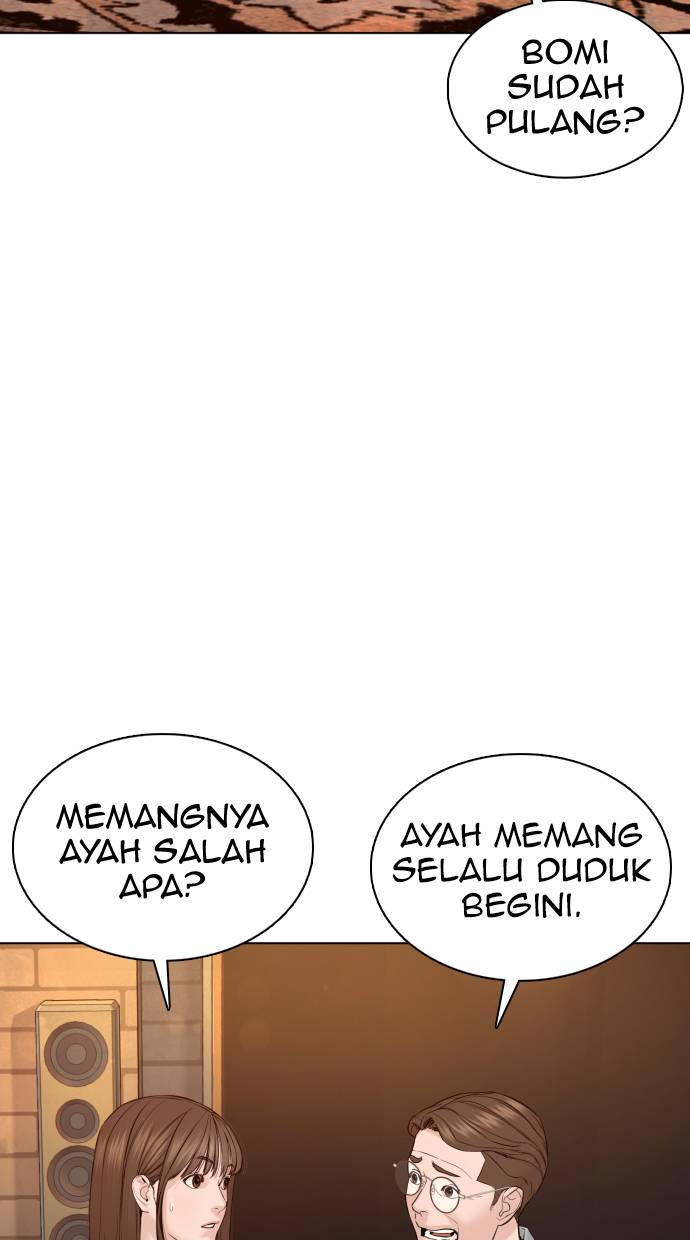 BOMI
SUDAH
PULANG?
MEMANGNYA
AYAH SALAH
APA?
AYAH MEMANG
SELALU DUDUK
BEGINI.